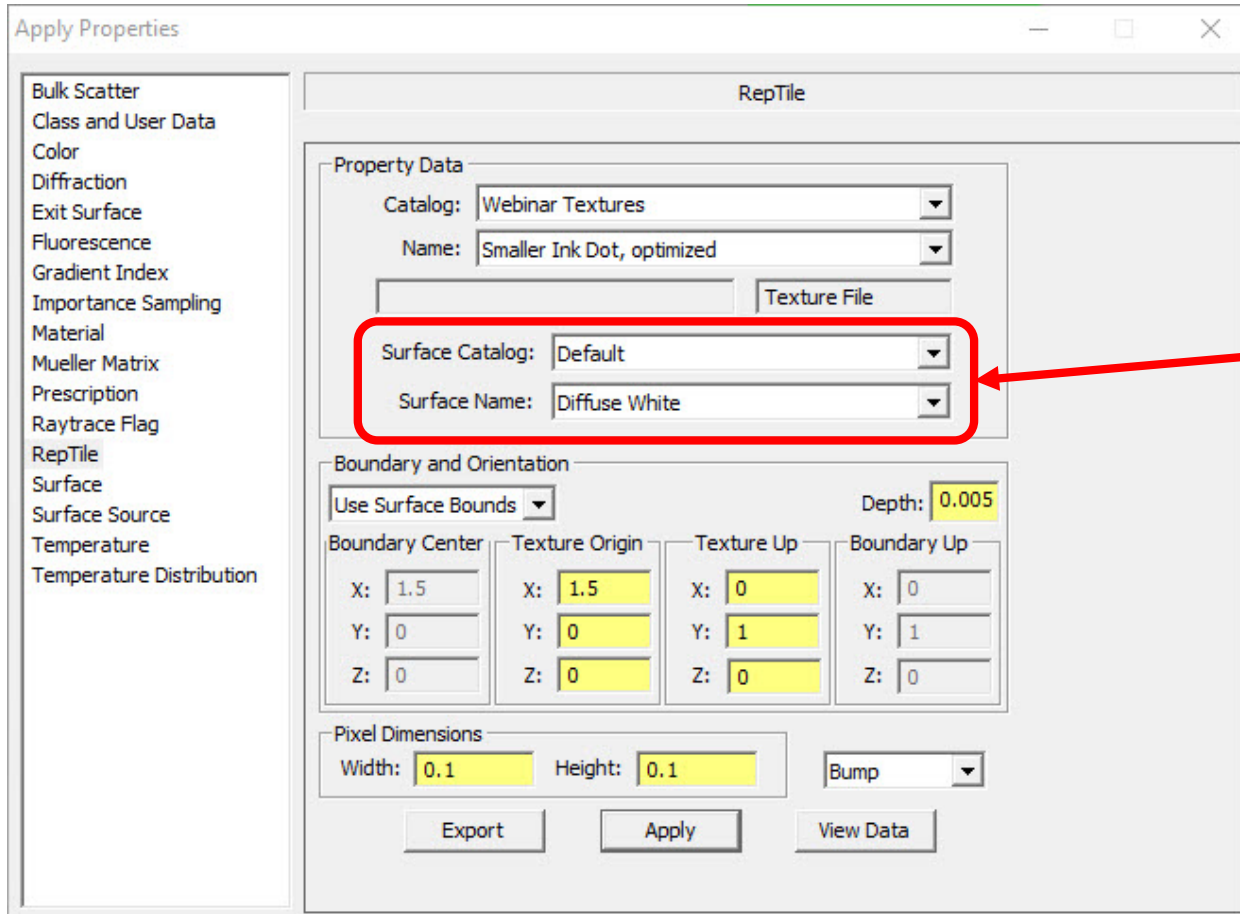 Apply Properties
Bulk Scatter
Class and User Data
Color
Diffraction
Exit Surface
Fluorescence
Gradient Index
Importance Sampling
Material
Mueller Matrix
Prescription
Raytrace Flag
RepTile
Surface
Surface Source
Temperature
Temperature Distribution
RepTile
Property Data
Catalog: Webinar Textures
Name: Smaller Ink Dot, optimized
Texture File
Surface Catalog: Default
Surface Name: Diffuse White
Boundary and Orientation
Use Surface Bounds Depth: 0.005
Boundary Center Texture Origin Texture Up Boundary Up
X: 1.5 X: 1.5 X: 0 X: 0
Y: 0 Y: 0 Y: 1 Y: 1
Z: 0 Z: 0 Z: 0 Z: 0
Pixel Dimensions
Width: 0.1 Height: 0.1 Bump
Export Apply View Data